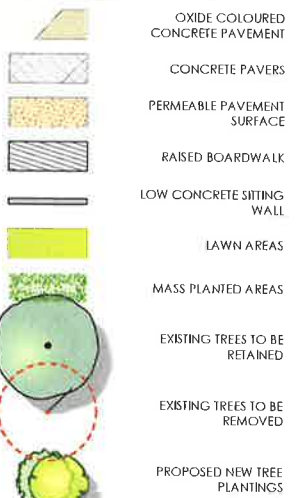 OXIDE COLOURED
CONCRETE PAVEMENT
CONCRETE PAVERS
PERMEABLE PAVEMENT
SURFACE
RAISED BOARDWALK
LOW CONCRETE SITTING
WALL
LAWN AREAS
MASS PLANTED AREAS
EXISTING TREES TO BE
RETAINED
EXISTING TREES TO BE
REMOVED
PROPOSED NEW TREE
PLANTINGS